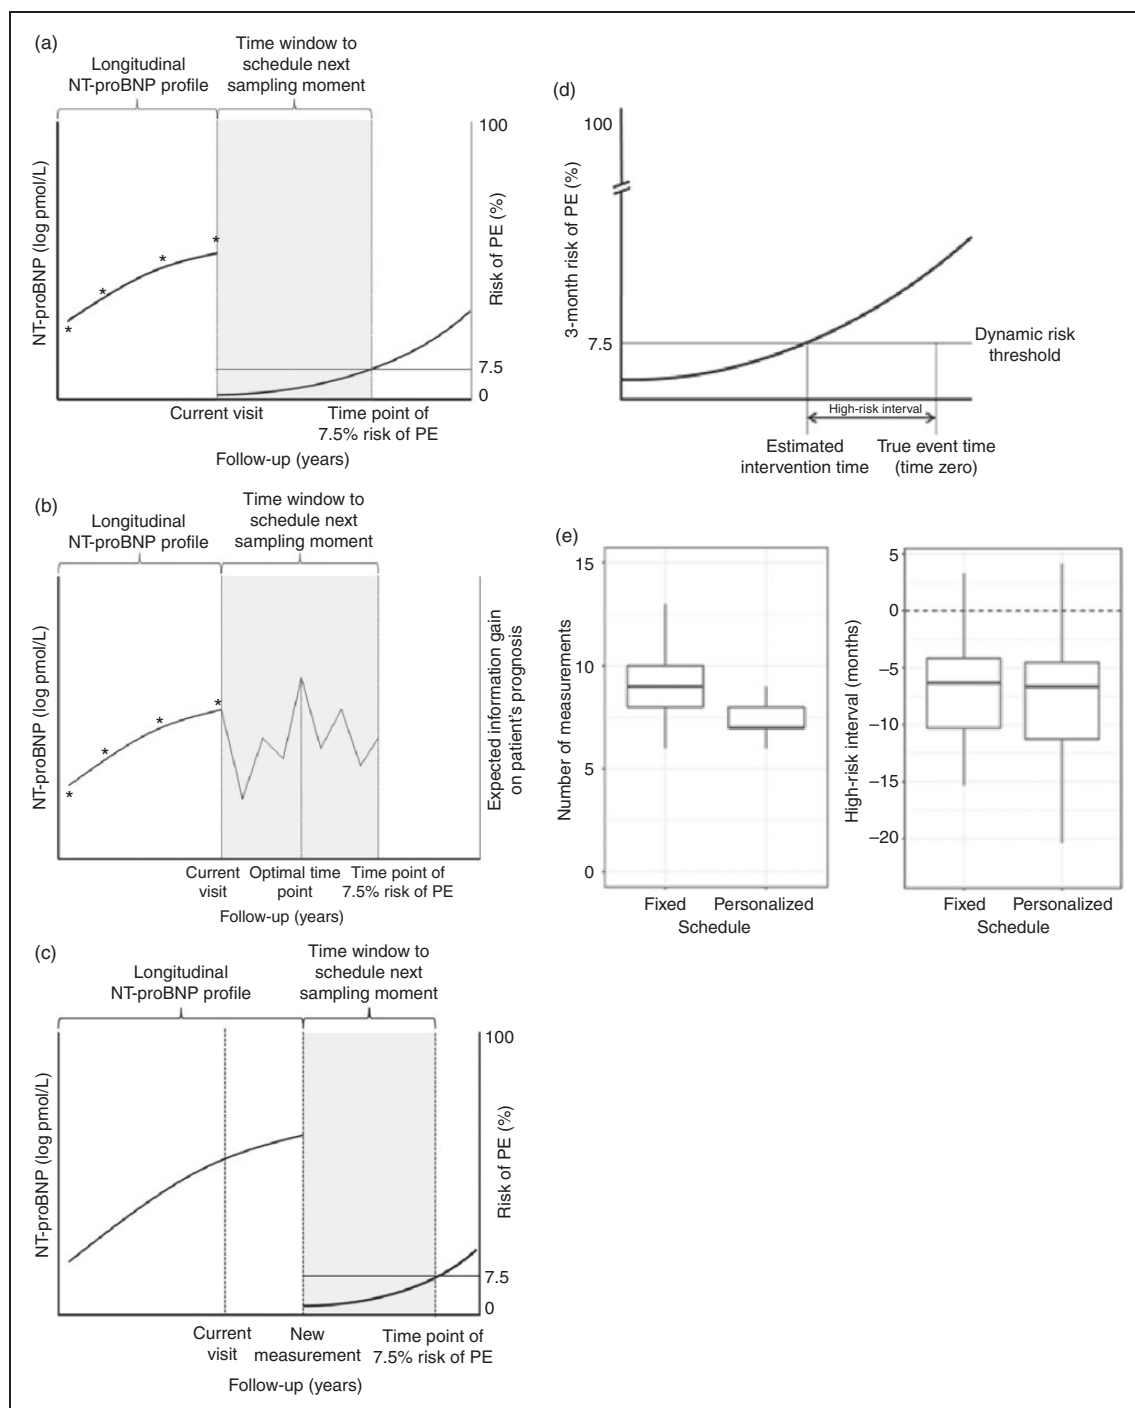 (a)
Longitudinal
NT-proBNP profile
Time window to
schedule next
sampling moment
NT-proBNP (log pmol/L)
*
*
*
*
100
Risk of PE (%)
7.5
0
Current visit
Time point of
7.5% risk of PE
Follow-up (years)
(b)
Longitudinal
NT-proBNP profile
Time window to
schedule next
sampling moment
NT-proBNP (log pmol/L)
*
*
*
*
Expected information gain
on patient's prognosis
Current
visit
Optimal time
point
Time point of
7.5% risk of PE
Follow-up (years)
(c)
Longitudinal
NT-proBNP profile
Time window to
schedule next
sampling moment
NT-proBNP (log pmol/L)
100
Risk of PE (%)
7.5
0
Current
visit
New
measurement
Time point of
7.5% risk of PE
Follow-up (years)
(d)
100
3-month risk of PE (%)
7.5
Dynamic risk
threshold
High-risk interval
Estimated
intervention time
True event time
(time zero)
(e)
15
10
5
0
Number of measurements
Fixed
Personalized
Schedule
5
0
−5
−10
−15
−20
High-risk interval (months)
Fixed
Personalized
Schedule